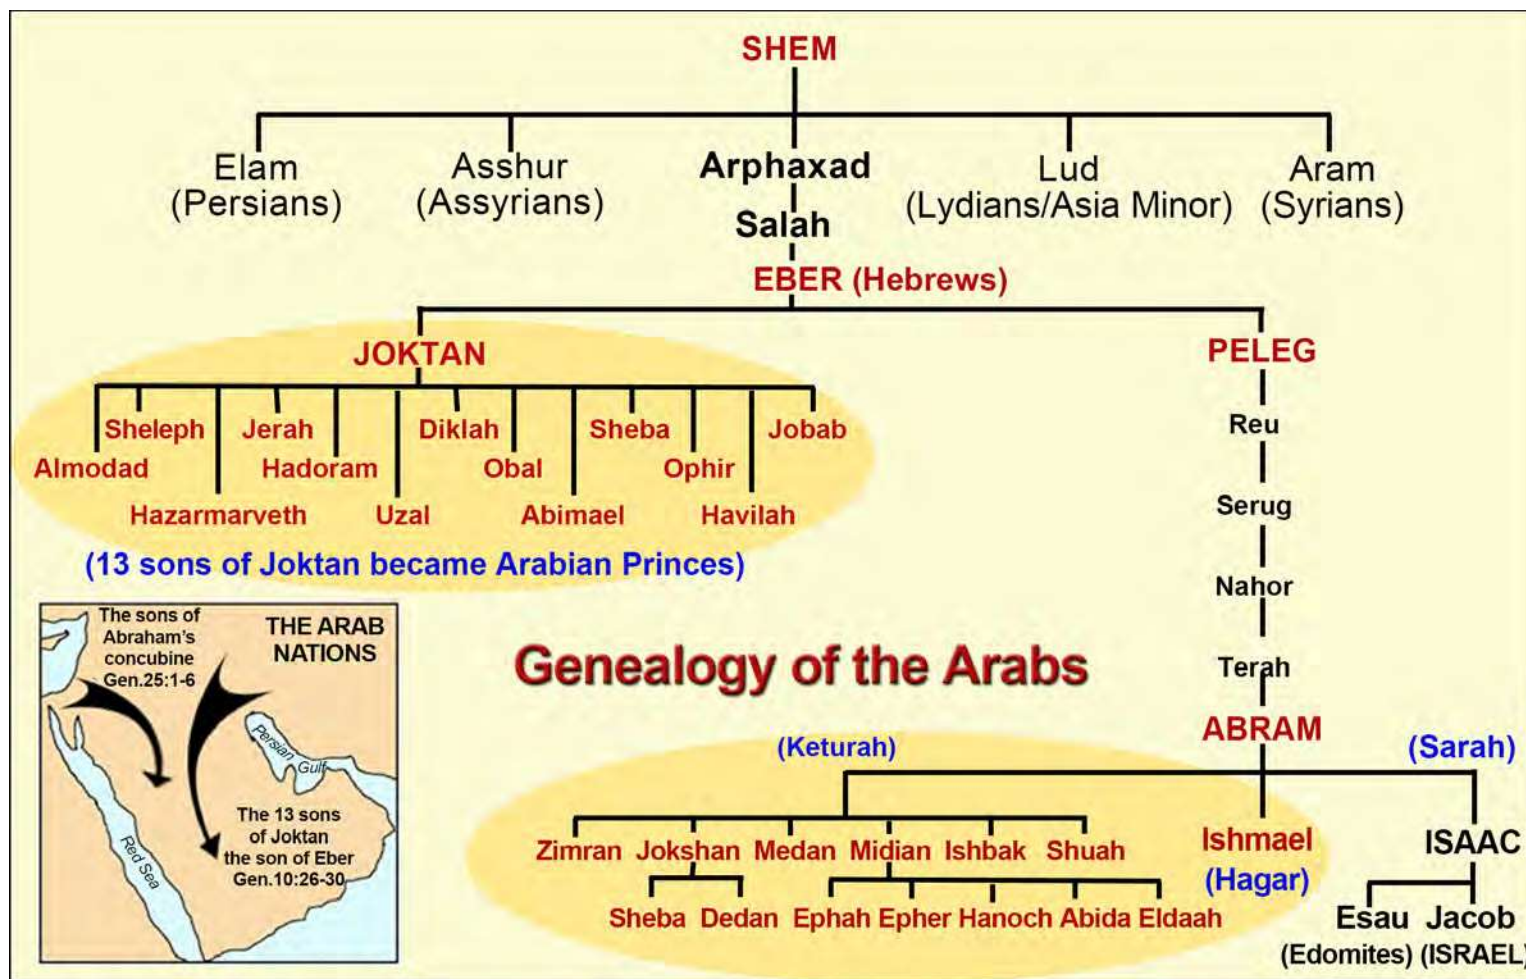 SHEM
Elam
(Persians)
Asshur
(Assyrians)
Arphaxad
Lud
(Lydians/Asia Minor)
Aram
(Syrians)
Salah
EBER (Hebrews)
JOKTAN
PELEG
Sheleph Jerah Diklah Sheba Jobab
Almodad Hadoram Obal Ophir
Hazarmarveth Uzal Abimael Havilah
(13 sons of Joktan became Arabian Princes)
Reu
Serug
Nahor
Terah
ABRAM
The sons of
Abraham's
concubine
Gen.25:1-6
THE ARAB
NATIONS
Persian
Gulf
Red Sea
The 13 sons
of Joktan
the son of Eber
Gen.10:26-30
Genealogy of the Arabs
(Keturah)
(Sarah)
Zimran Jokshan Medan Midian Ishbak Shuah
Ishmael
(Hagar)
ISAAC
Sheba Dedan Ephah Epher Hanoch Abida Eldaah
Esau Jacob
(Edomites) (ISRAEL)